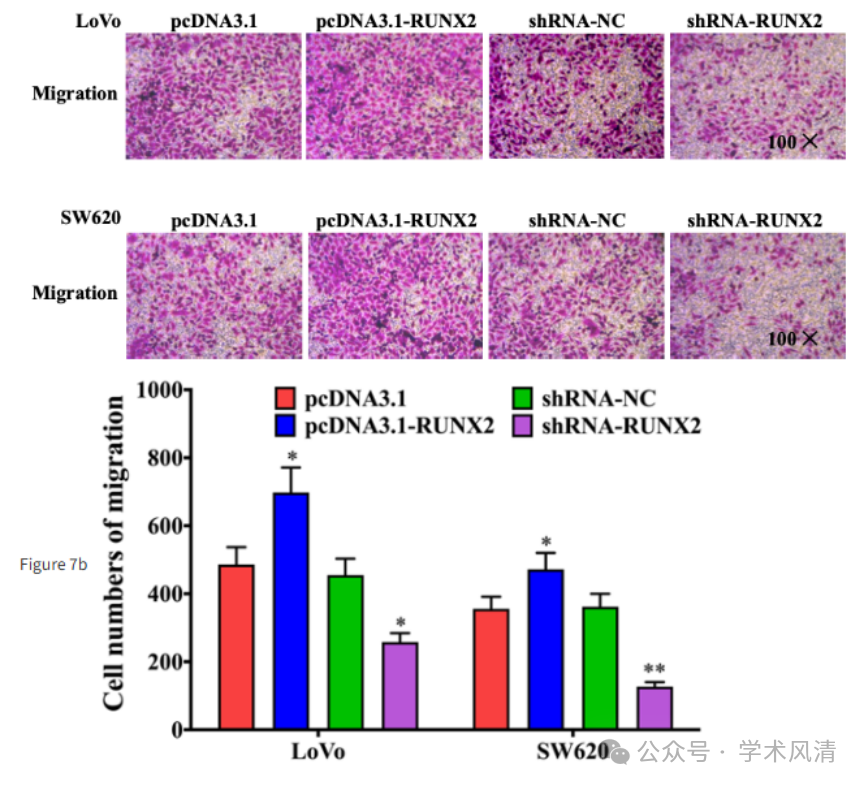 LoVo pcDNA3.1 pcDNA3.1-RUNX2 shRNA-NC shRNA-RUNX2
Migration
100 ×
SW620 pcDNA3.1 pcDNA3.1-RUNX2 shRNA-NC shRNA-RUNX2
Migration
100 ×
Cell numbers of migration
1000
800
600
400
200
0
pcDNA3.1 shRNA-NC
pcDNA3.1-RUNX2 shRNA-RUNX2
*
*
*
**
Figure 7b
LoVo SW620
公众号 · 学术风清